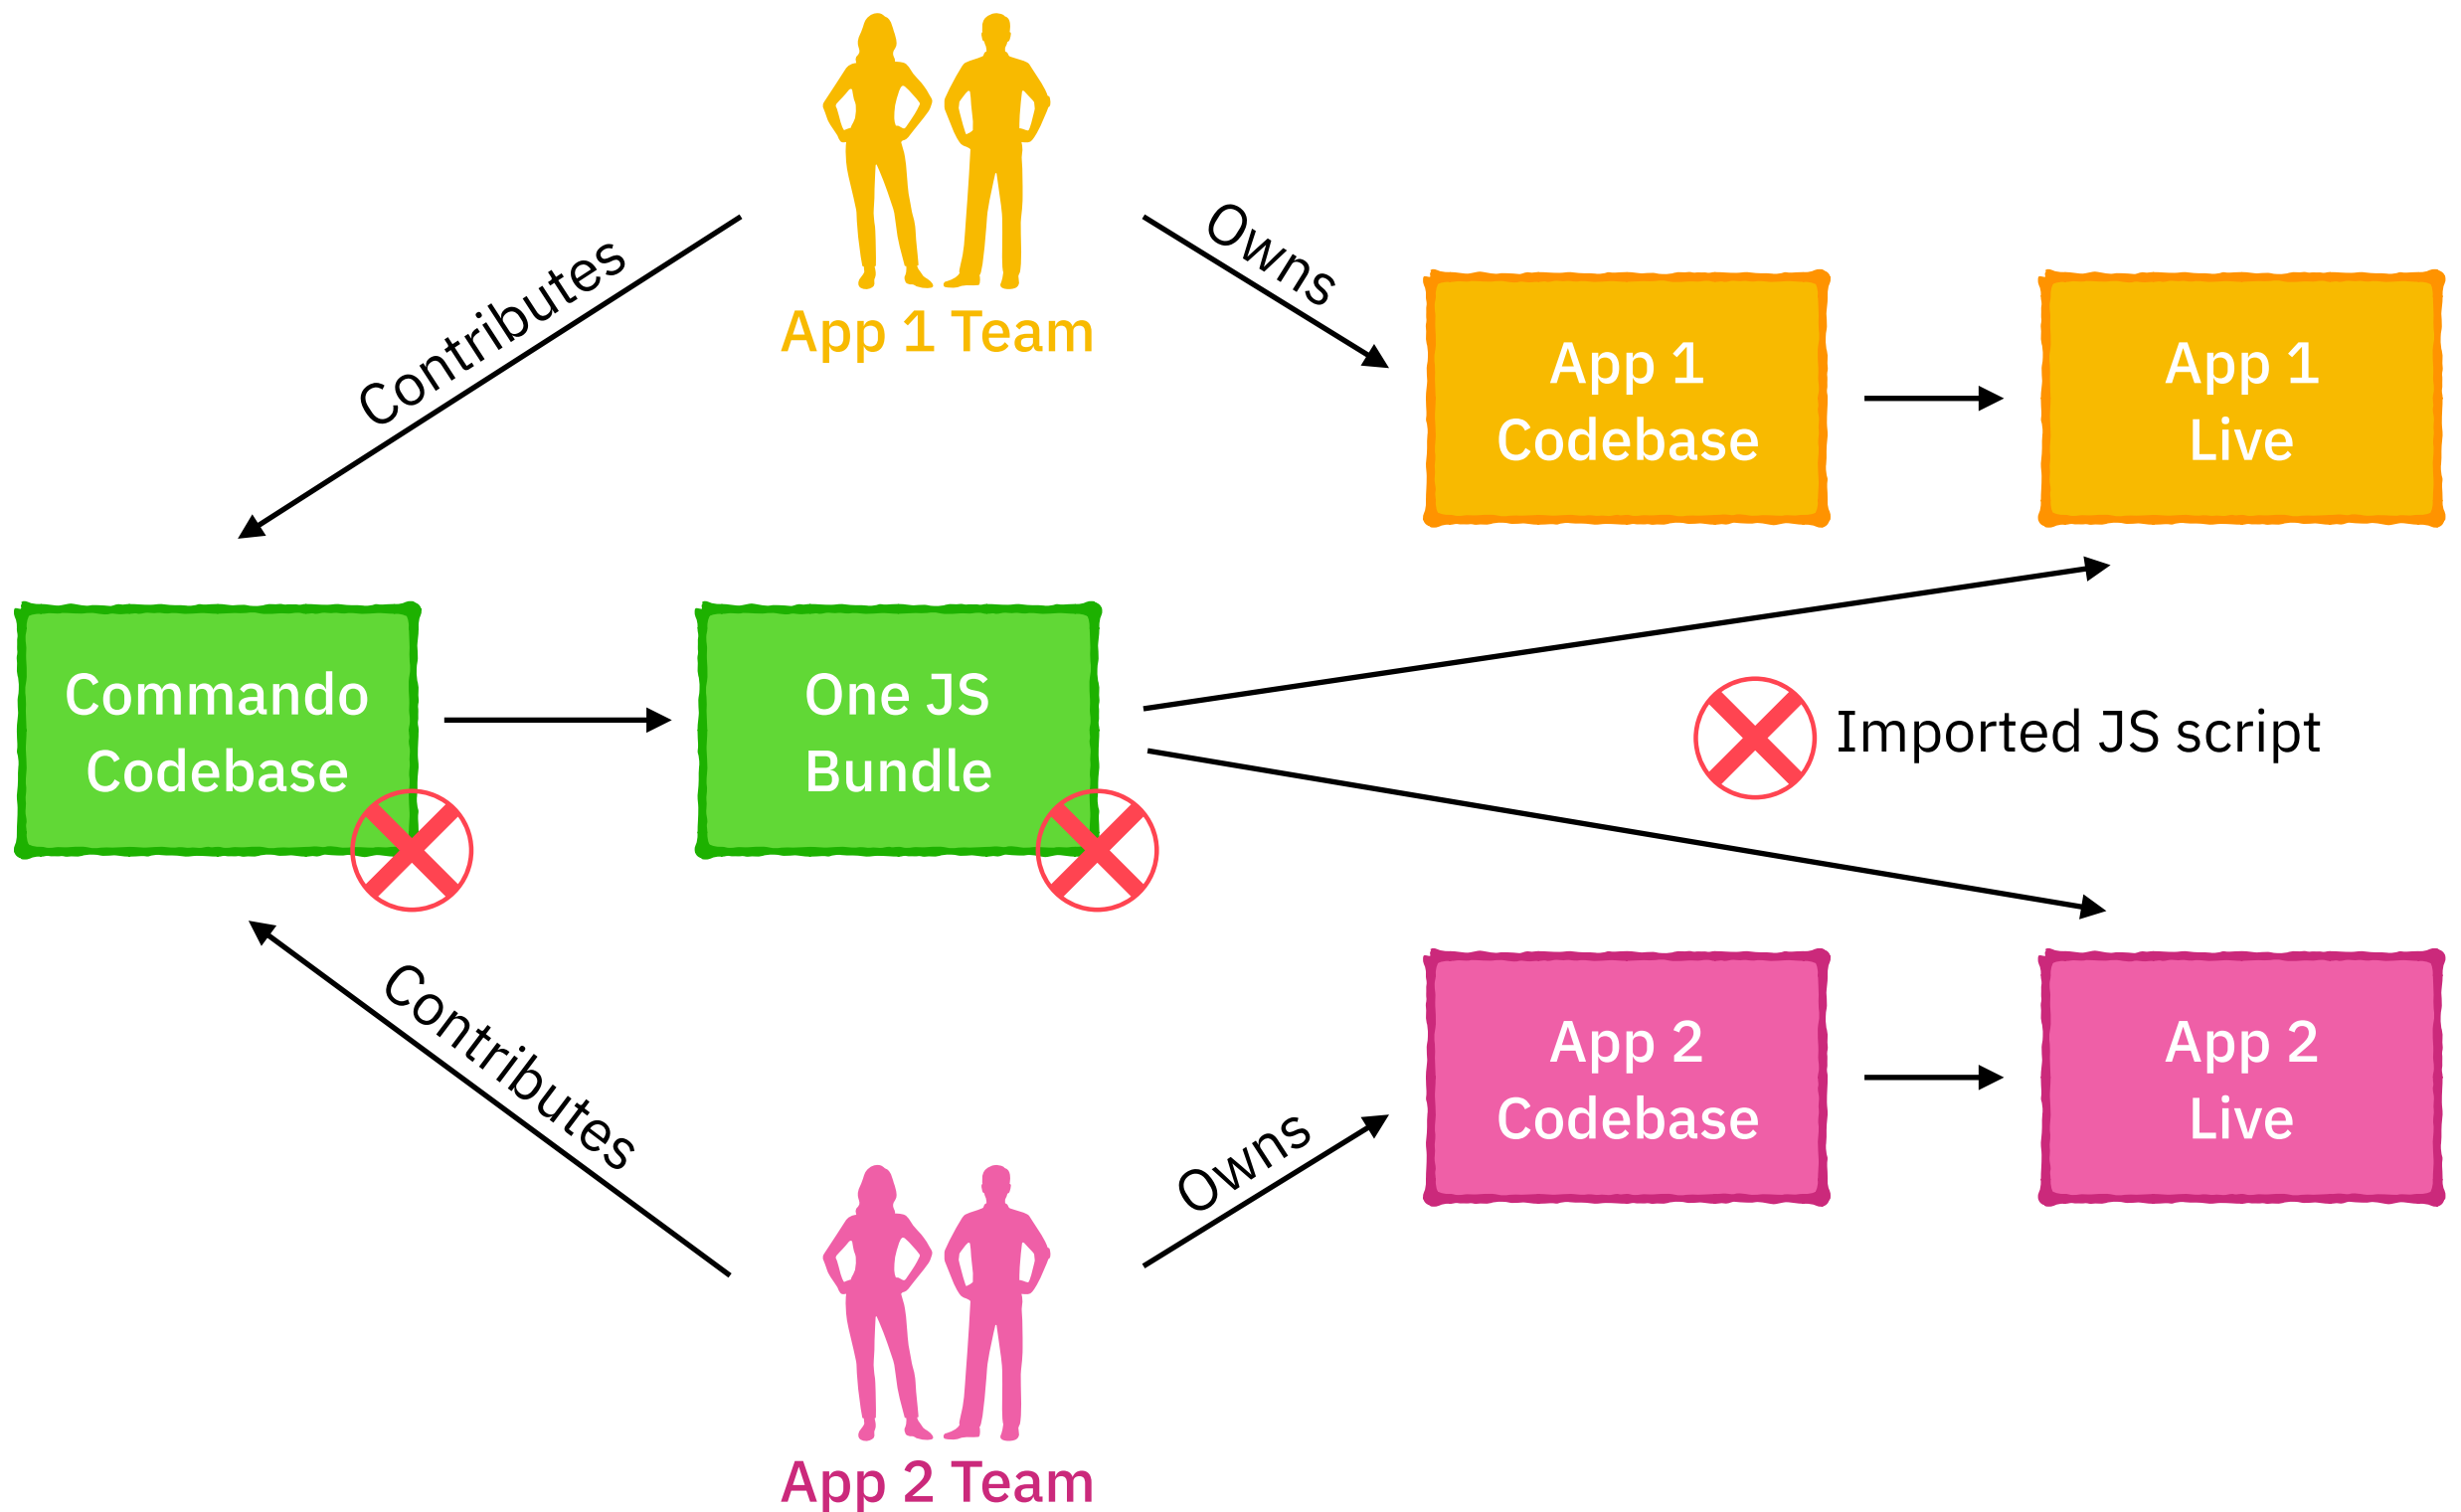 App 1 Team
Contributes
Owns
App 1
Codebase
App 1
Live
Commando
Codebase
One JS
Bundle
Imported JS script
Contributes
Owns
App 2
Codebase
App 2
Live
App 2 Team